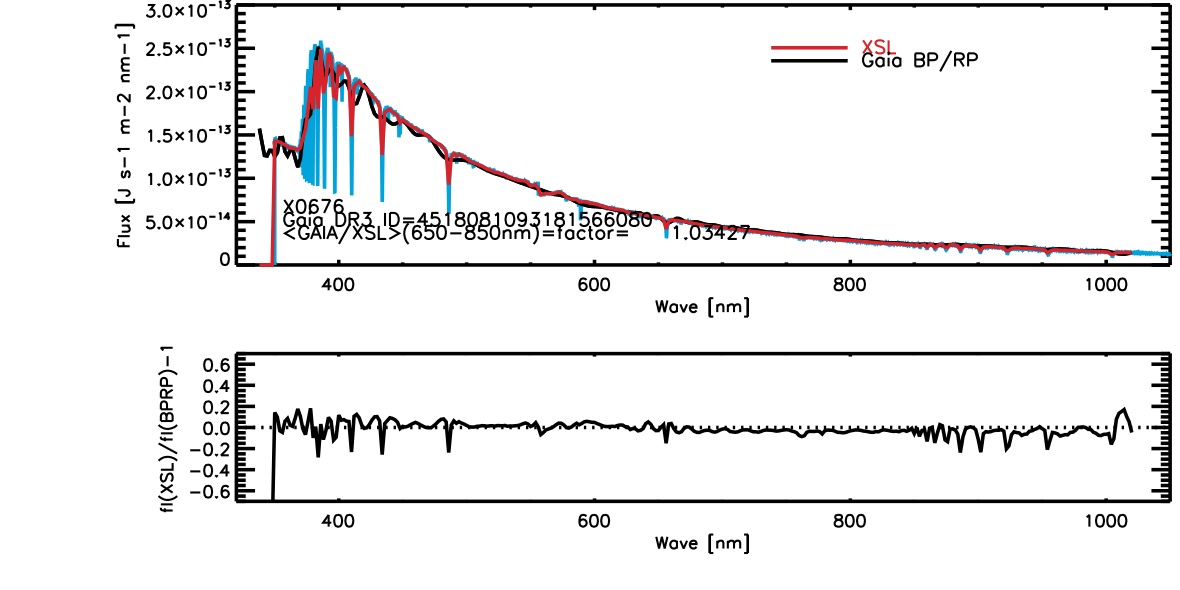 3.0×10−13
2.5×10−13
2.0×10−13
1.5×10−13
1.0×10−13
5.0×10−14
0
Flux [J s−1 m−2 nm−1]
XSL
Gaia BP/RP
X0676
Gaia DR3 ID=4518081093181566080
<GAIA/XSL>(650−850nm)=factor= 1.03427
400 600 800 1000
Wave [nm]
0.6
0.4
0.2
0.0
−0.2
−0.4
−0.6
fl(XSL)/fl(BPRP)−1
400 600 800 1000
Wave [nm]